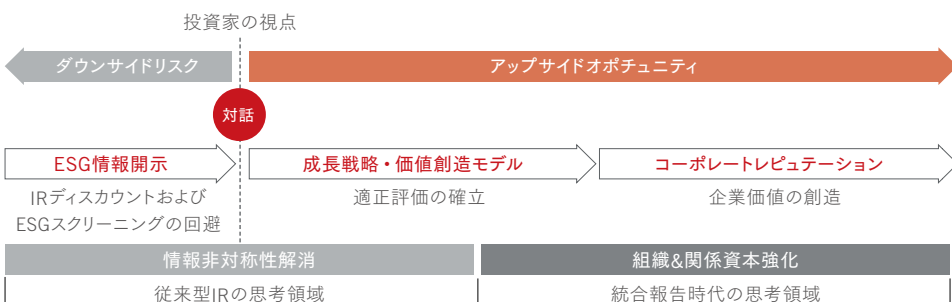 投資家の視点
ダウンサイドリスク
アップサイドオポチュニティ
対話
ESG情報開示
成長戦略・価値創造モデル
コーポレートレピュテーション
IRディスカウントおよび
ESGスクリーニングの回避
適正評価の確立
企業価値の創造
情報非対称性解消
組織&関係資本強化
従来型IRの思考領域
統合報告時代の思考領域